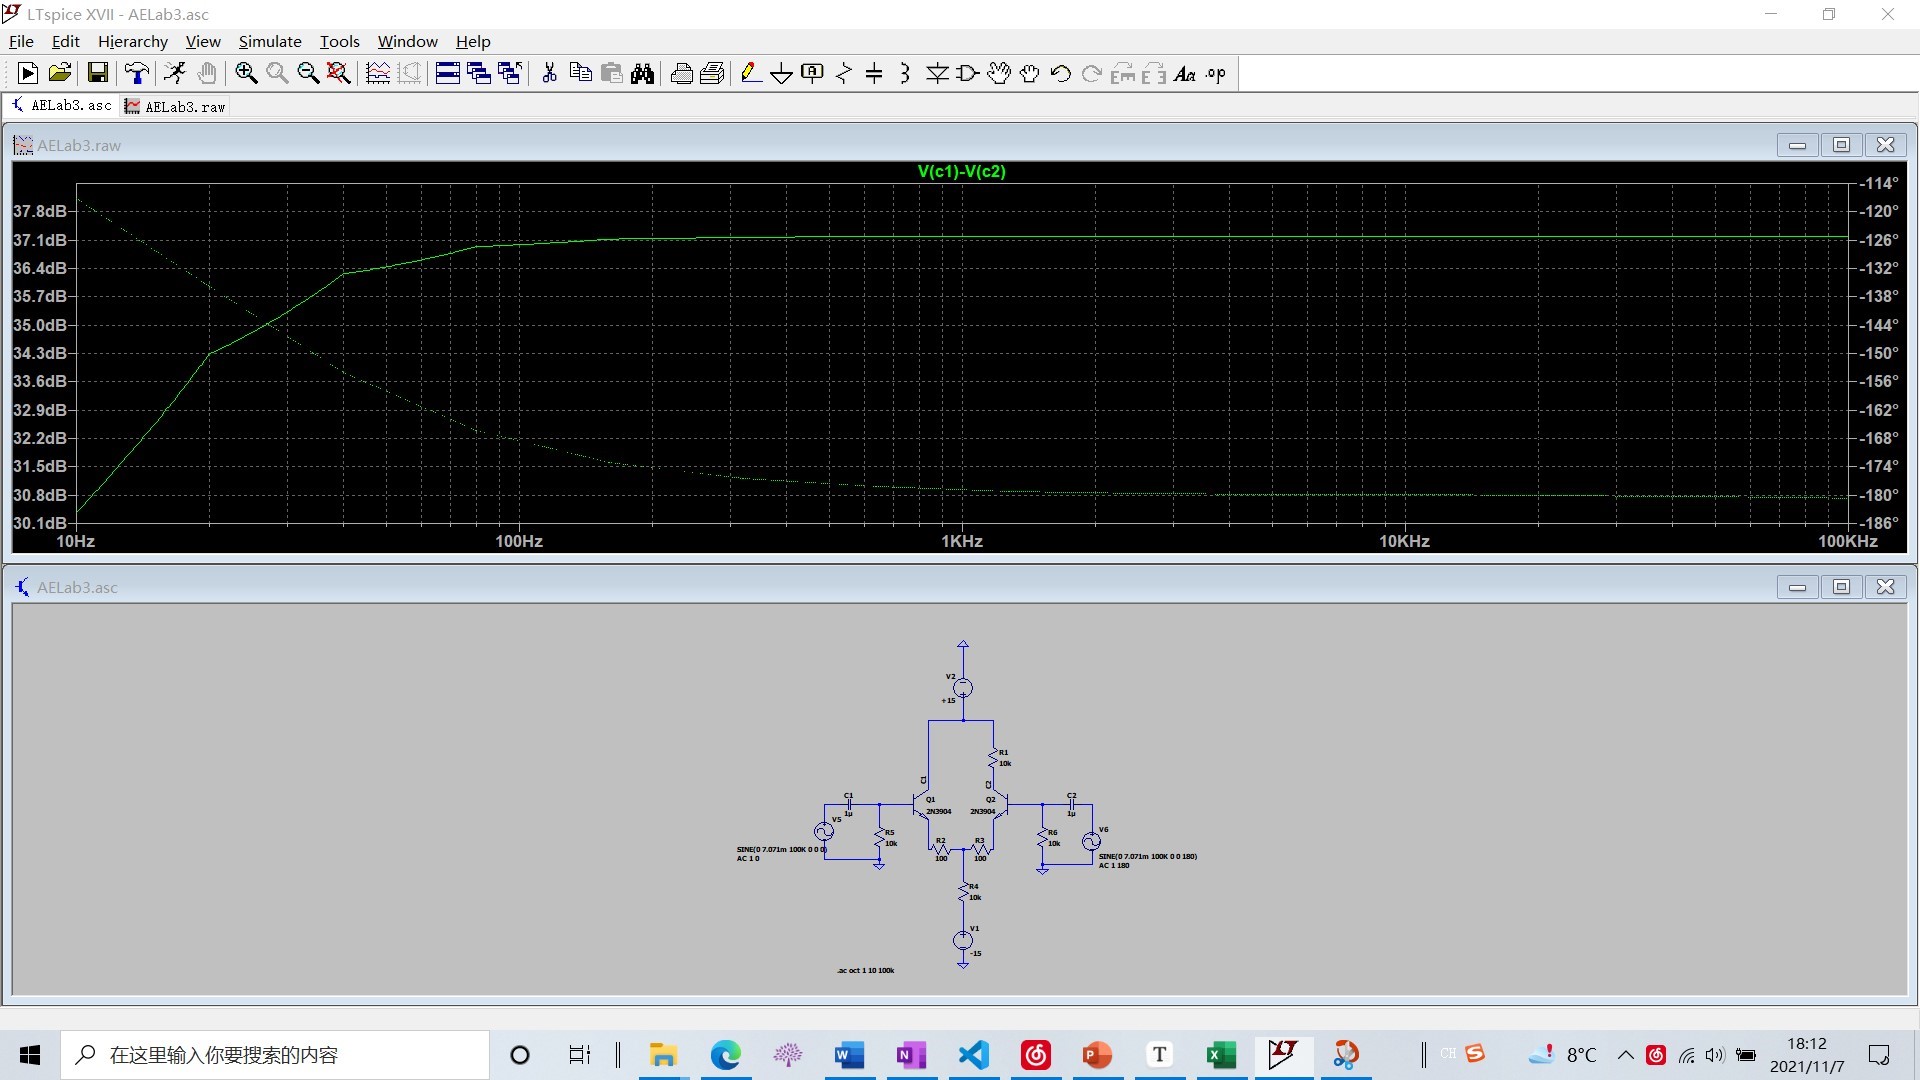 LTspice XVII - AELab3.asc
File Edit Hierarchy View Simulate Tools Window Help
AELab3.asc AELab3.raw
AELab3.raw
V(c1)-V(c2)
-114°
37.8dB -120°
37.1dB -126°
36.4dB -132°
35.7dB -138°
35.0dB -144°
34.3dB -150°
33.6dB -156°
32.9dB -162°
32.2dB -168°
31.5dB -174°
30.8dB -180°
30.1dB -186°
10Hz 100Hz 1KHz 10KHz 100KHz
AELab3.asc
V2
+15
R1
10k
C1
C2
C1
1µ
Q1
2N3904
Q2
2N3904
C2
1µ
V5
R5
10k
R2
100
R3
100
R6
10k
V6
SINE(0 7.071m 100K 0 0 0)
AC 1 0
SINE(0 7.071m 100K 0 0 180)
AC 1 180
R4
10k
V1
-15
.ac oct 1 10 100k
在这里输入你要搜索的内容
CH
8°C
18:12
2021/11/7